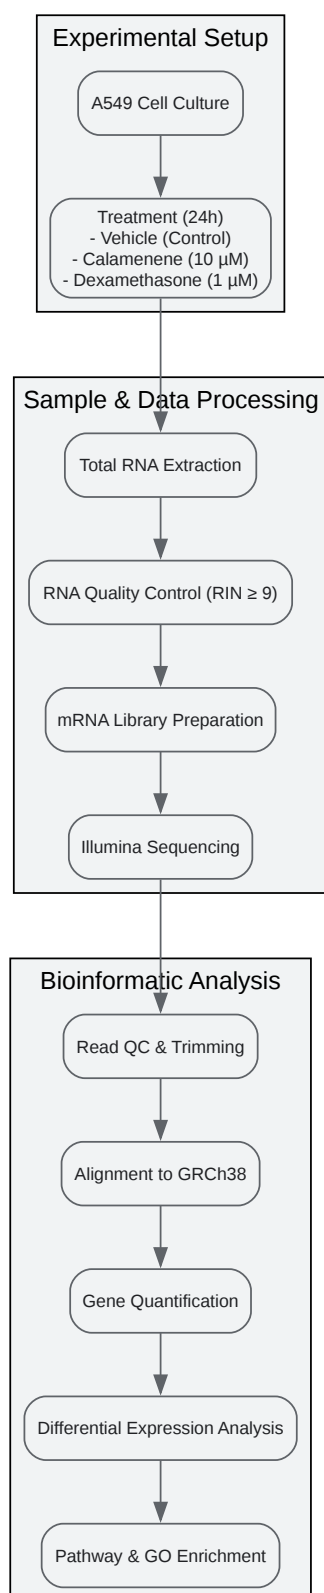 Experimental Setup
A549 Cell Culture
Treatment (24h)
- Vehicle (Control)
- Calamenene (10 µM)
- Dexamethasone (1 µM)
Sample & Data Processing
Total RNA Extraction
RNA Quality Control (RIN ≥ 9)
mRNA Library Preparation
Illumina Sequencing
Bioinformatic Analysis
Read QC & Trimming
Alignment to GRCh38
Gene Quantification
Differential Expression Analysis
Pathway & GO Enrichment